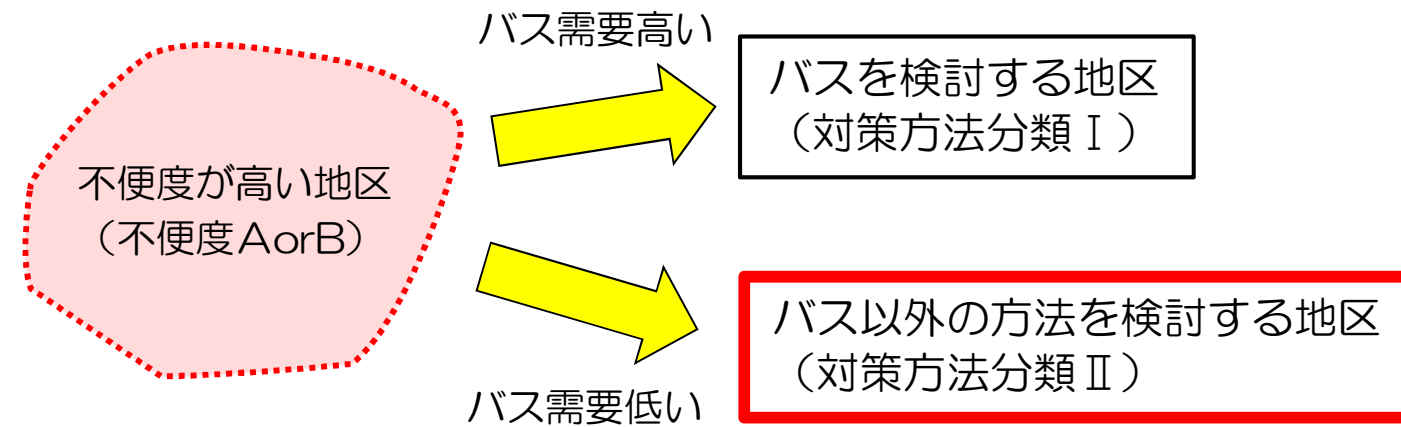 バス需要高い
バスを検討する地区
（対策方法分類Ⅰ）
不便度が高い地区
（不便度AorB）
バス以外の方法を検討する地区
（対策方法分類Ⅱ）
バス需要低い